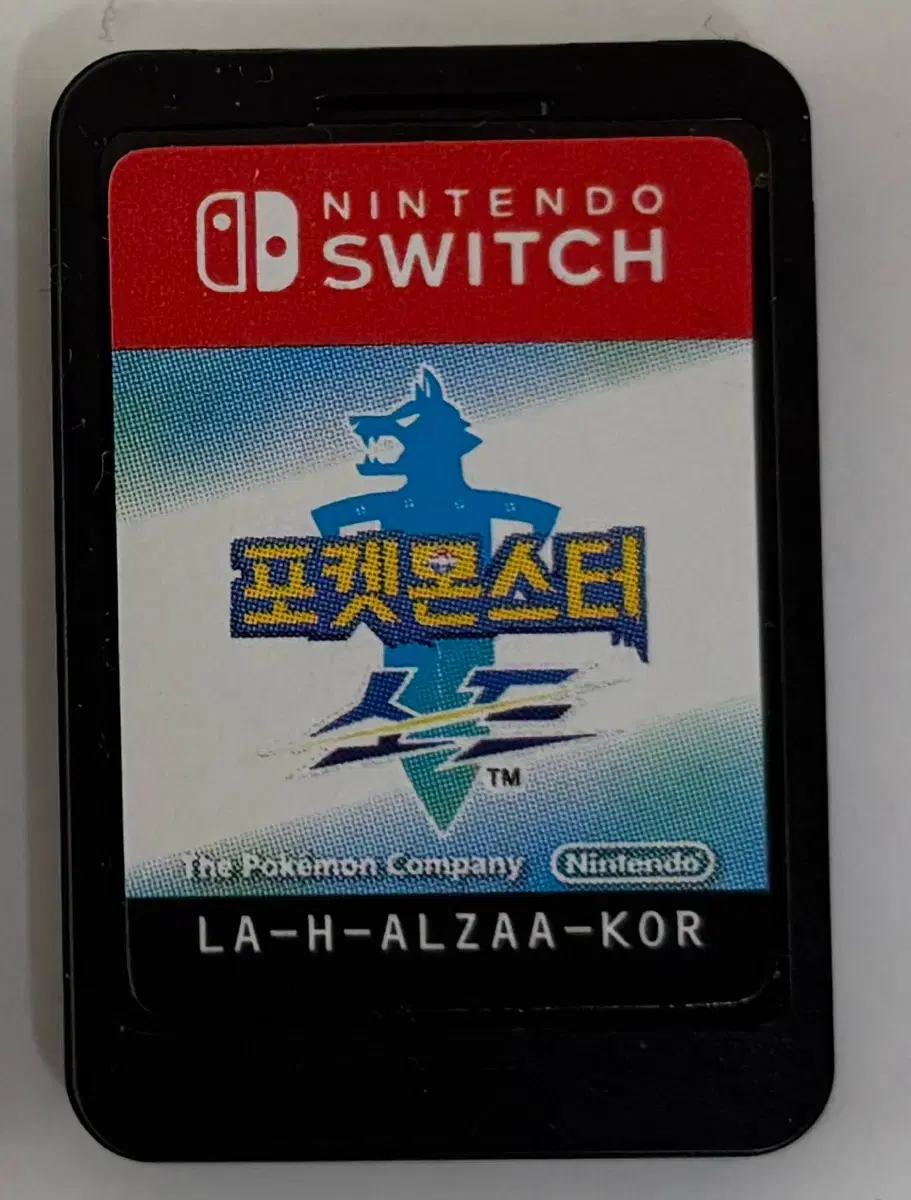 NINTENDO
SWITCH
포켓몬스터
소드
TM
The Pokémon Company Nintendo
LA-H-ALZAA-KOR